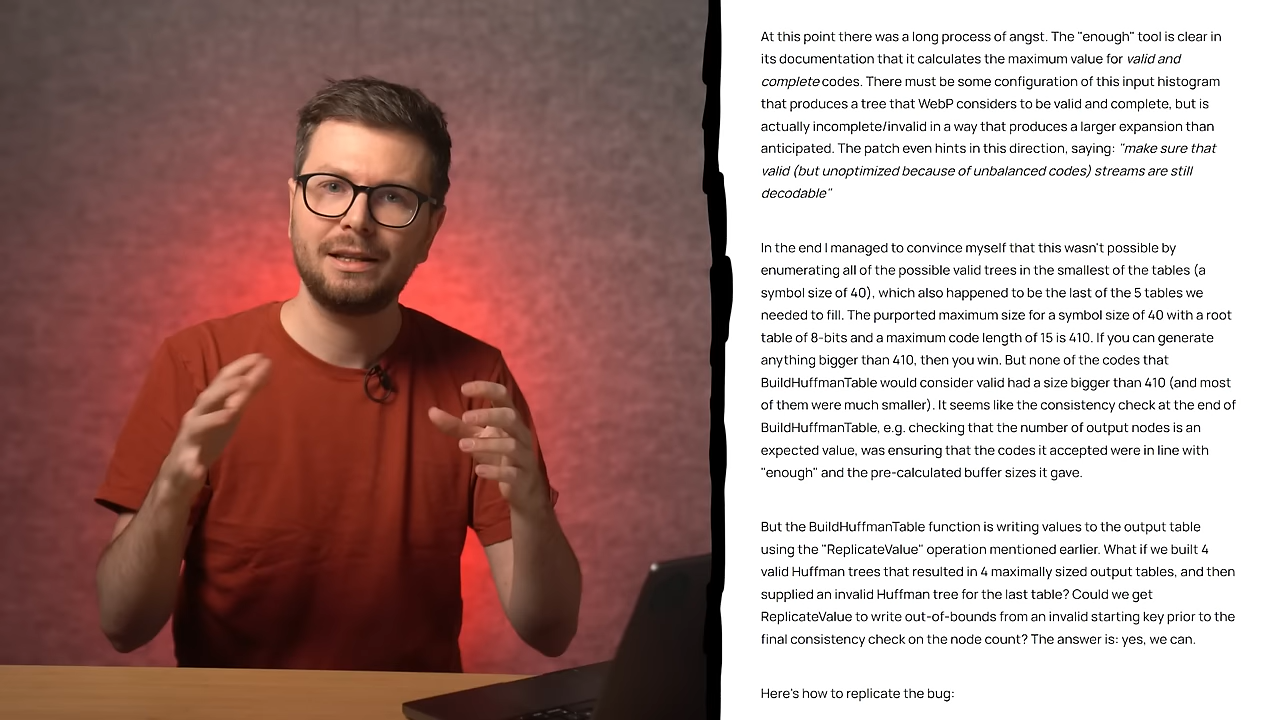 At this point there was a long process of angst. The "enough" tool is clear in
its documentation that it calculates the maximum value for valid and
complete codes. There must be some configuration of this input histogram
that produces a tree that WebP considers to be valid and complete, but is
actually incomplete/invalid in a way that produces a larger expansion than
anticipated. The patch even hints in this direction, saying: "make sure that
valid (but unoptimized because of unbalanced codes) streams are still
decodable"
In the end I managed to convince myself that this wasn't possible by
enumerating all of the possible valid trees in the smallest of the tables (a
symbol size of 40), which also happened to be the last of the 5 tables we
needed to fill. The purported maximum size for a symbol size of 40 with a root
table of 8-bits and a maximum code length of 15 is 410. If you can generate
anything bigger than 410, then you win. But none of the codes that
BuildHuffmanTable would consider valid had a size bigger than 410 (and most
of them were much smaller). It seems like the consistency check at the end of
BuildHuffmanTable, e.g. checking that the number of output nodes is an
expected value, was ensuring that the codes it accepted were in line with
"enough" and the pre-calculated buffer sizes it gave.
But the BuildHuffmanTable function is writing values to the output table
using the "ReplicateValue" operation mentioned earlier. What if we built 4
valid Huffman trees that resulted in 4 maximally sized output tables, and then
supplied an invalid Huffman tree for the last table? Could we get
ReplicateValue to write out-of-bounds from an invalid starting key prior to the
final consistency check on the node count? The answer is: yes, we can.
Here's how to replicate the bug: